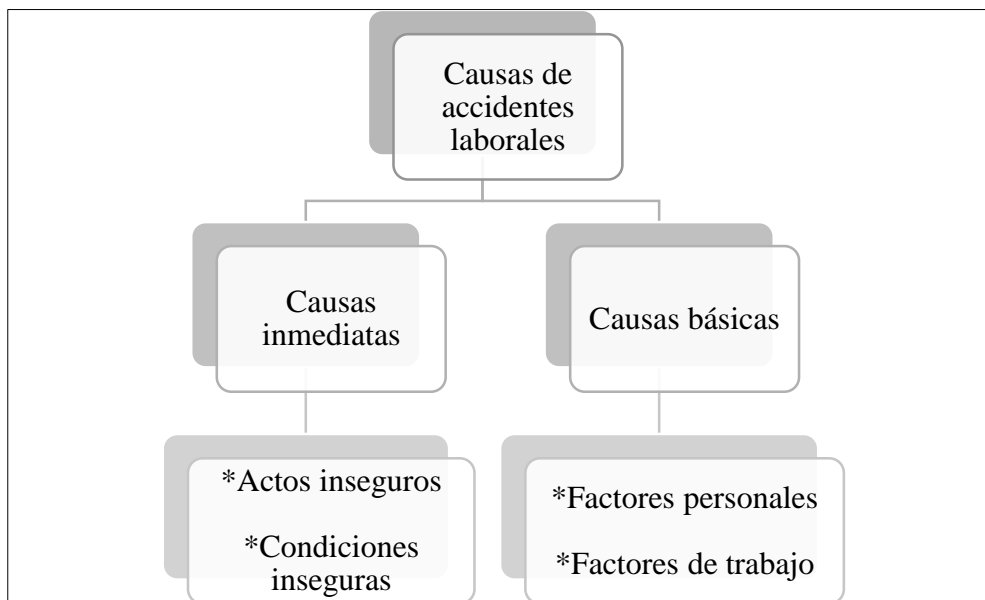 Causas de
accidentes
laborales
Causas
inmediatas
Causas básicas
*Actos inseguros
*Condiciones
inseguras
*Factores personales
*Factores de trabajo